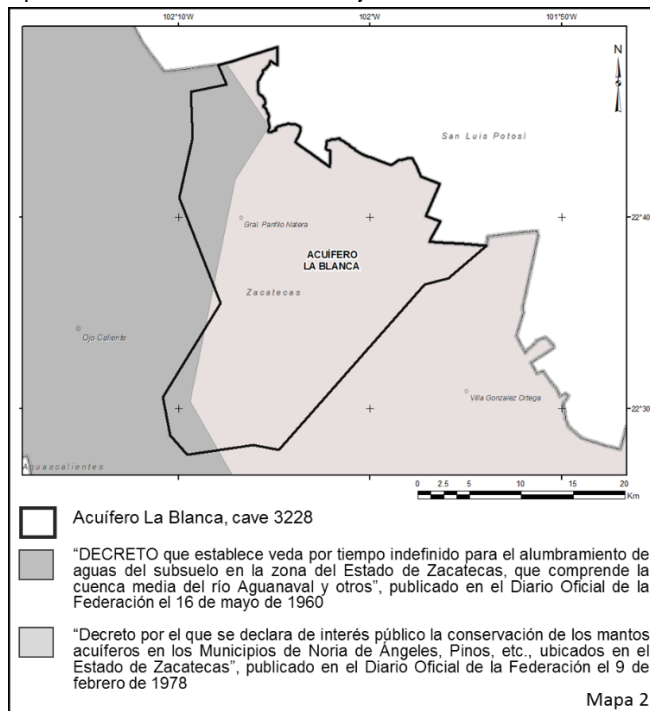 102°10'W
102°W
101°50'W
N
San Luis Potosí
22°40'
Gral. Panfilo Natera
ACUÍFERO
LA BLANCA
Zacatecas
Ojo Caliente
Villa Gonzalez Ortega
22°30'
Aguascalientes
0 2.5 5 10 15 20
Km
Acuífero La Blanca, cave 3228
“DECRETO que establece veda por tiempo indefinido para el alumbramiento de
aguas del subsuelo en la zona del Estado de Zacatecas, que comprende la
cuenca media del río Aguanaval y otros”, publicado en el Diario Oficial de la
Federación el 16 de mayo de 1960
“Decreto por el que se declara de interés público la conservación de los mantos
acuíferos en los Municipios de Noria de Ángeles, Pinos, etc., ubicados en el
Estado de Zacatecas”, publicado en el Diario Oficial de la Federación el 9 de
febrero de 1978
Mapa 2